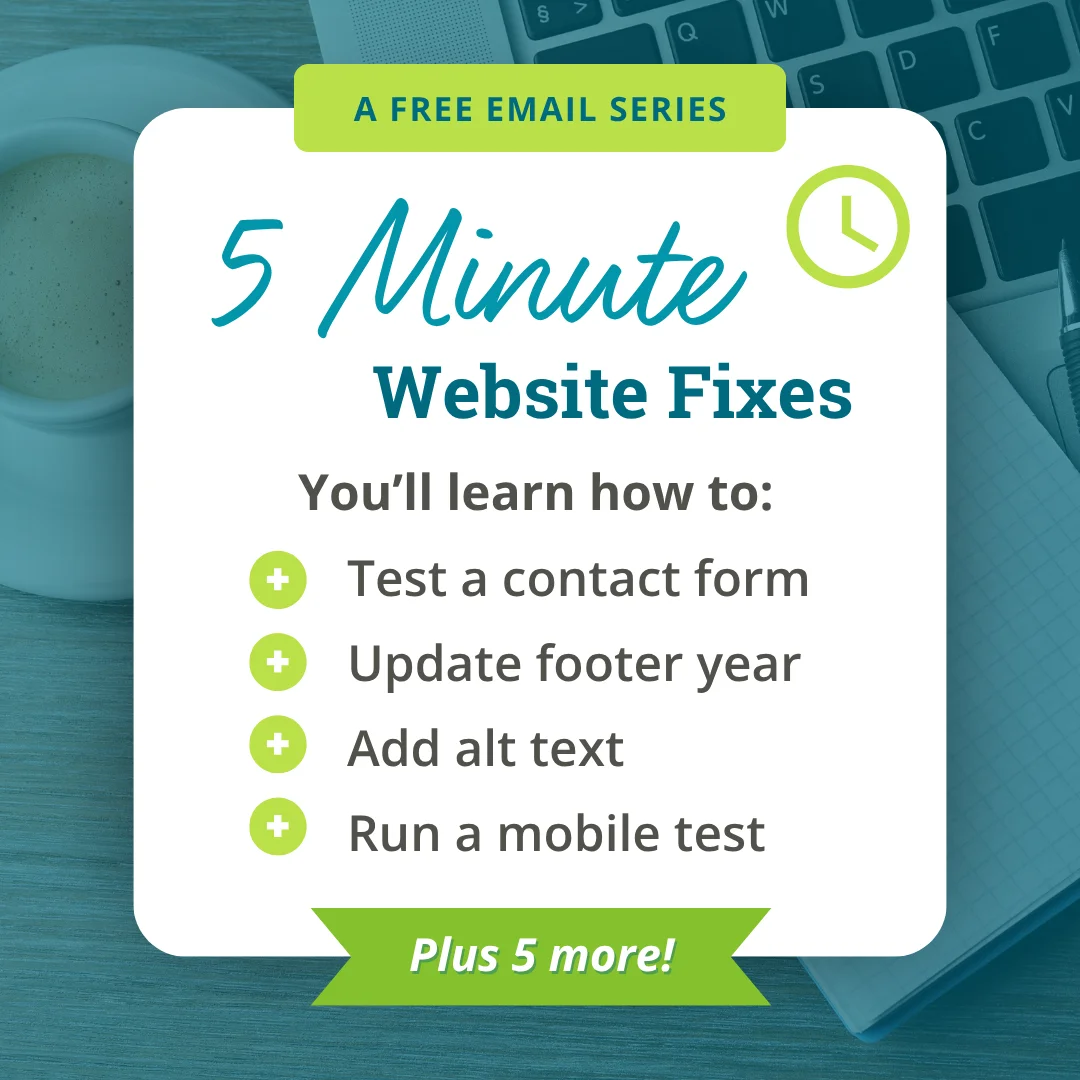 § >
Q
W
S
D
F
C
V
A FREE EMAIL SERIES
5 Minute
Website Fixes
You’ll learn how to:
Test a contact form
Update footer year
Add alt text
Run a mobile test
Plus 5 more!